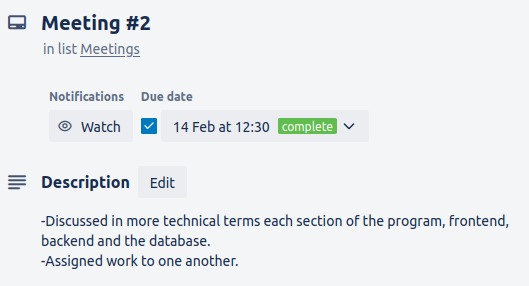 Meeting #2
in list Meetings
Notifications Due date
Watch 14 Feb at 12:30 complete
Description Edit
-Discussed in more technical terms each section of the program, frontend,
backend and the database.
-Assigned work to one another.